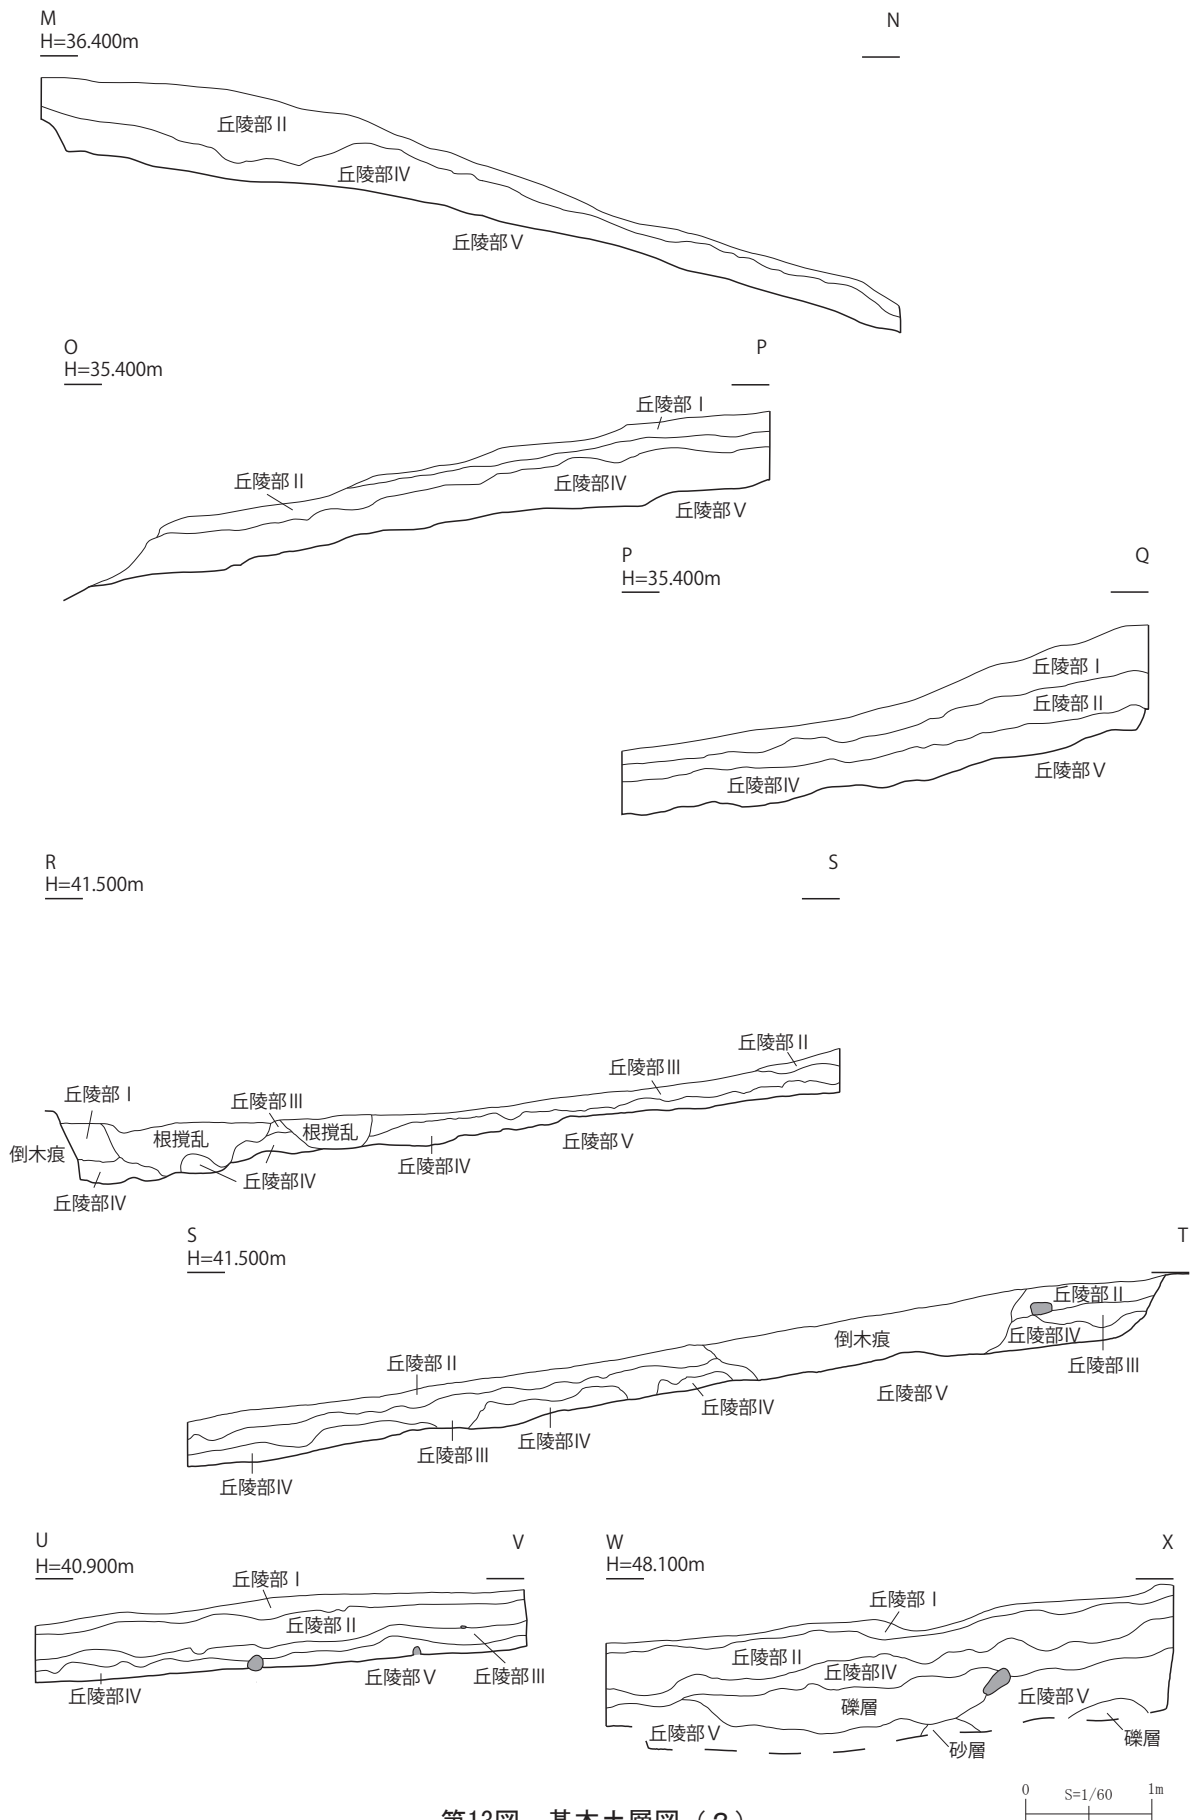 M
N
H=36.400m
丘陵部Ⅱ
丘陵部Ⅳ
丘陵部Ⅴ
O
P
H=35.400m
丘陵部Ⅰ
丘陵部Ⅱ
丘陵部Ⅳ
丘陵部Ⅴ
P
Q
H=35.400m
丘陵部Ⅰ
丘陵部Ⅱ
丘陵部Ⅳ
丘陵部Ⅴ
R
S
H=41.500m
丘陵部Ⅱ
丘陵部Ⅲ
丘陵部Ⅰ
丘陵部Ⅲ
根撹乱
根撹乱
倒木痕
丘陵部Ⅴ
丘陵部Ⅳ
丘陵部Ⅳ
丘陵部Ⅳ
S
T
H=41.500m
丘陵部Ⅱ
倒木痕
丘陵部Ⅳ
丘陵部Ⅲ
丘陵部Ⅱ
丘陵部Ⅴ
丘陵部Ⅳ
丘陵部Ⅳ
丘陵部Ⅲ
丘陵部Ⅳ
U
V
H=40.900m
丘陵部Ⅰ
丘陵部Ⅱ
丘陵部Ⅴ
丘陵部Ⅲ
丘陵部Ⅳ
W
X
H=48.100m
丘陵部Ⅰ
丘陵部Ⅱ
丘陵部Ⅳ
礫層
丘陵部Ⅴ
丘陵部Ⅴ
砂層
礫層
0 S=1/60 1m
第13図 基本土層図（２）